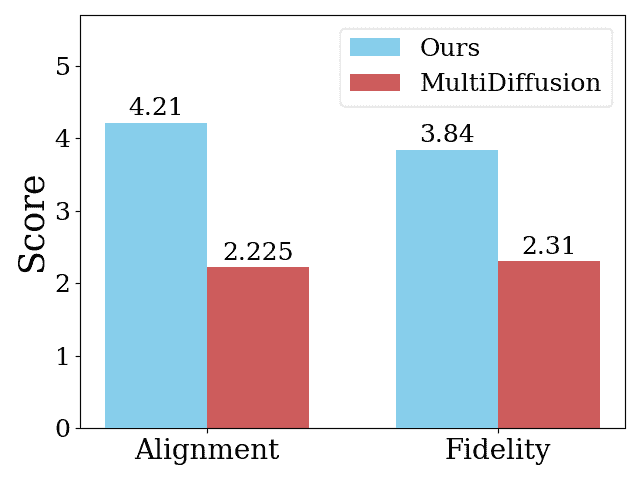 Ours
MultiDiffusion
Score
5
4
3
2
1
0
4.21
2.225
3.84
2.31
Alignment
Fidelity